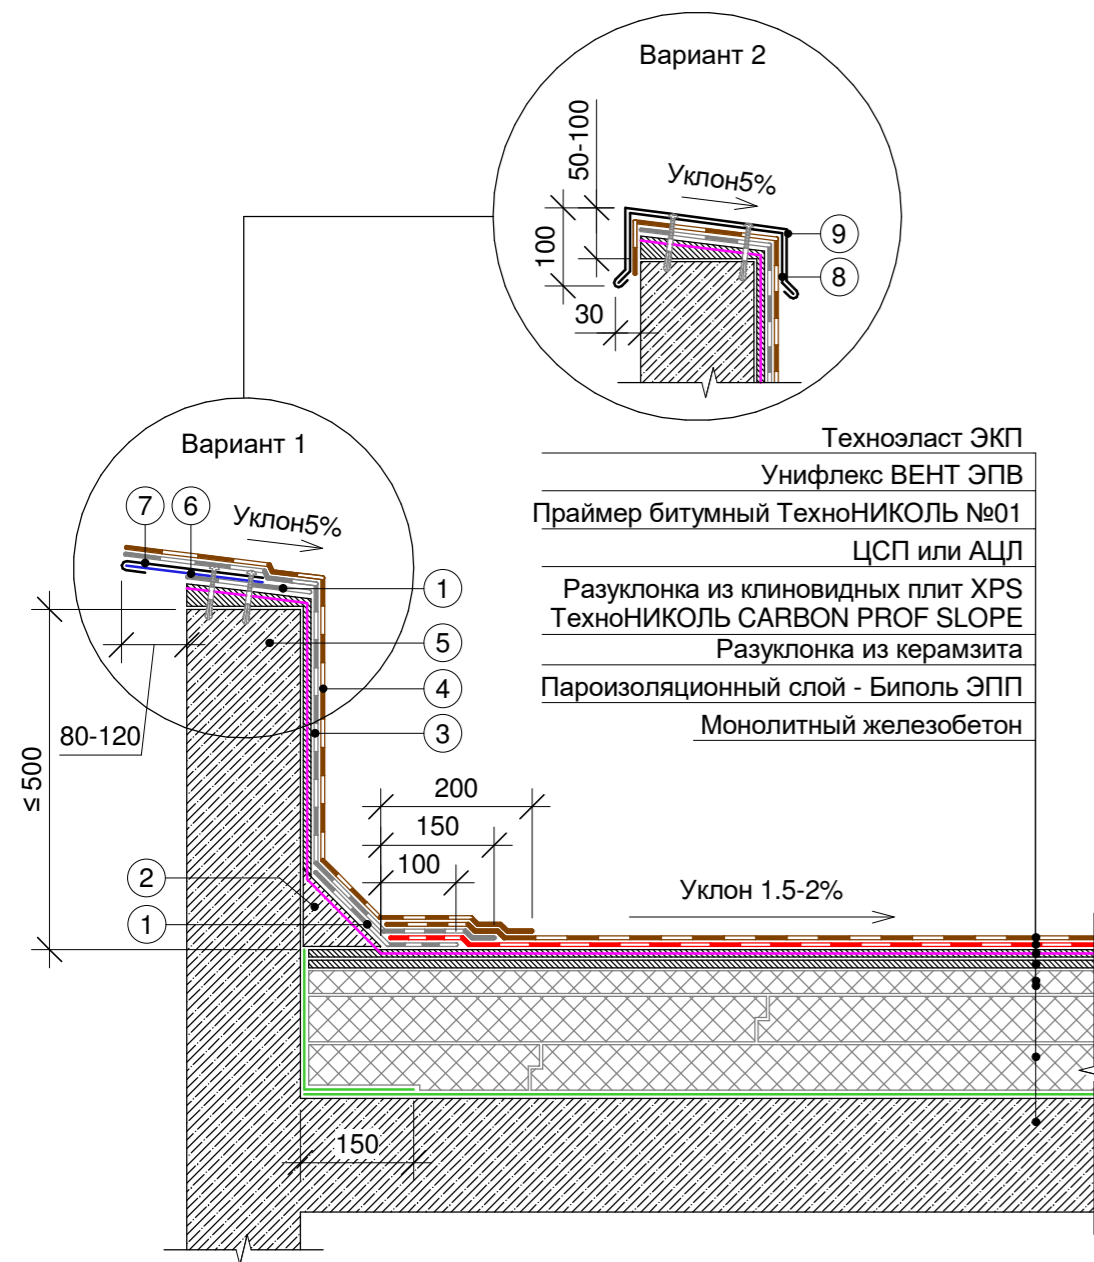 Вариант 2
50-100
Уклон5%
100
9
8
30
Вариант 1
7
6
Уклон5%
1
5
4
3
80-120
≤ 500
2
1
Техноэласт ЭКП
Унифлекс ВЕНТ ЭПВ
Праймер битумный ТехноНИКОЛЬ №01
ЦСП или АЦЛ
Разуклонка из клиновидных плит XPS
ТехноНИКОЛЬ CARBON PROF SLOPE
Разуклонка из керамзита
Пароизоляционный слой - Биполь ЭПП
Монолитный железобетон
200
150
100
Уклон 1.5-2%
150